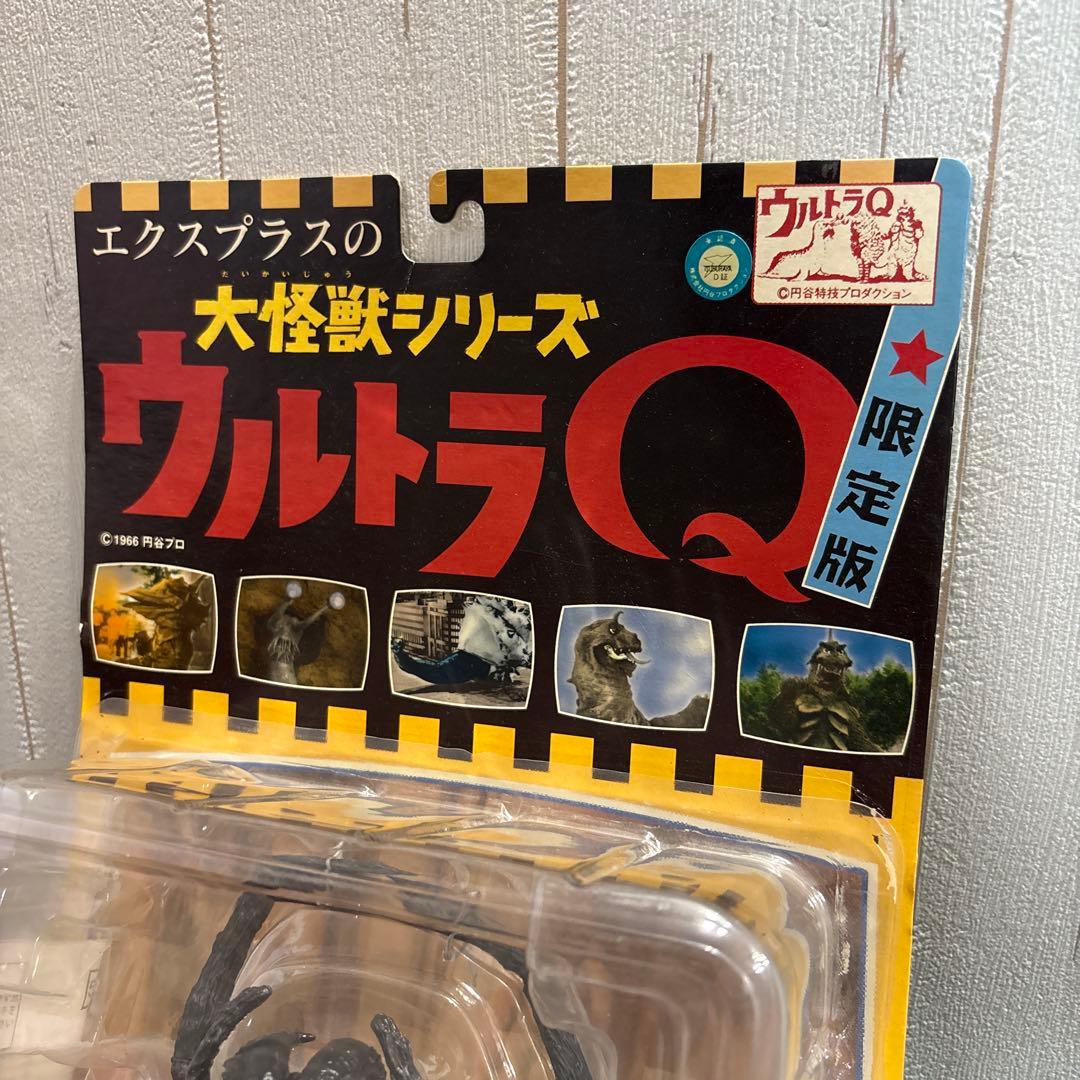 エクスプラスの
だいかいじゅう
大怪獣シリーズ
ウルトラQ
©1966 円谷プロ
ウルトラQ
©円谷特技プロダクション
限定版